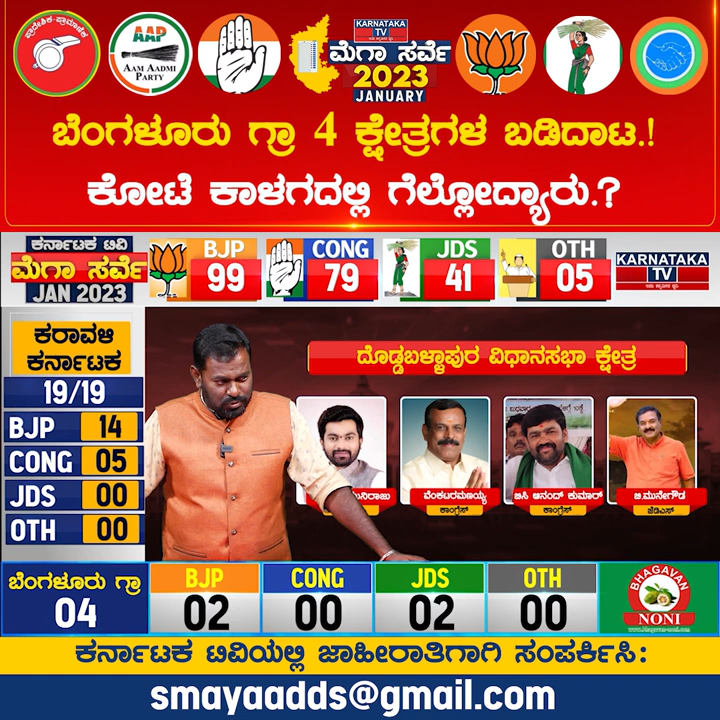 ಪ್ರಾದೇಶಿಕ-ಪ್ರಾಮಾಣಿಕ
AAP
AAM AADMI
PARTY
KARNATAKA
TV
ಮೆಗಾ ಸರ್ವೆ
2023
JANUARY
ಬೆಂಗಳೂರು ಗ್ರಾ 4 ಕ್ಷೇತ್ರಗಳ ಬಡಿದಾಟ.!
ಕೋಟೆ ಕಾಳಗದಲ್ಲಿ ಗೆಲ್ಲೋದ್ಯಾರು.?
ಕರ್ನಾಟಕ ಟಿವಿ
ಮೆಗಾ ಸರ್ವೆ
JAN 2023
BJP
99
CONG
79
JDS
41
OTH
05
KARNATAKA
TV
ಕರಾವಳಿ
ಕರ್ನಾಟಕ
19/19
BJP 14
CONG 05
JDS 00
OTH 00
ದೊಡ್ಡಬಳ್ಳಾಪುರ ವಿಧಾನಸಭಾ ಕ್ಷೇತ್ರ
ವೆಂಕಟರಮಣಯ್ಯ
ಕಾಂಗ್ರೆಸ್
ಬಿಸಿ ಆನಂದ್ ಕುಮಾರ್
ಕಾಂಗ್ರೆಸ್
ಬಿ.ಮುನೇಗೌಡ
ಜೆಡಿಎಸ್
ಬೆಂಗಳೂರು ಗ್ರಾ
04
BJP
02
CONG
00
JDS
02
OTH
00
BHAGAVAN
NONI
ಕರ್ನಾಟಕ ಟಿವಿಯಲ್ಲಿ ಜಾಹೀರಾತಿಗಾಗಿ ಸಂಪರ್ಕಿಸಿ:
smayaadds@gmail.com